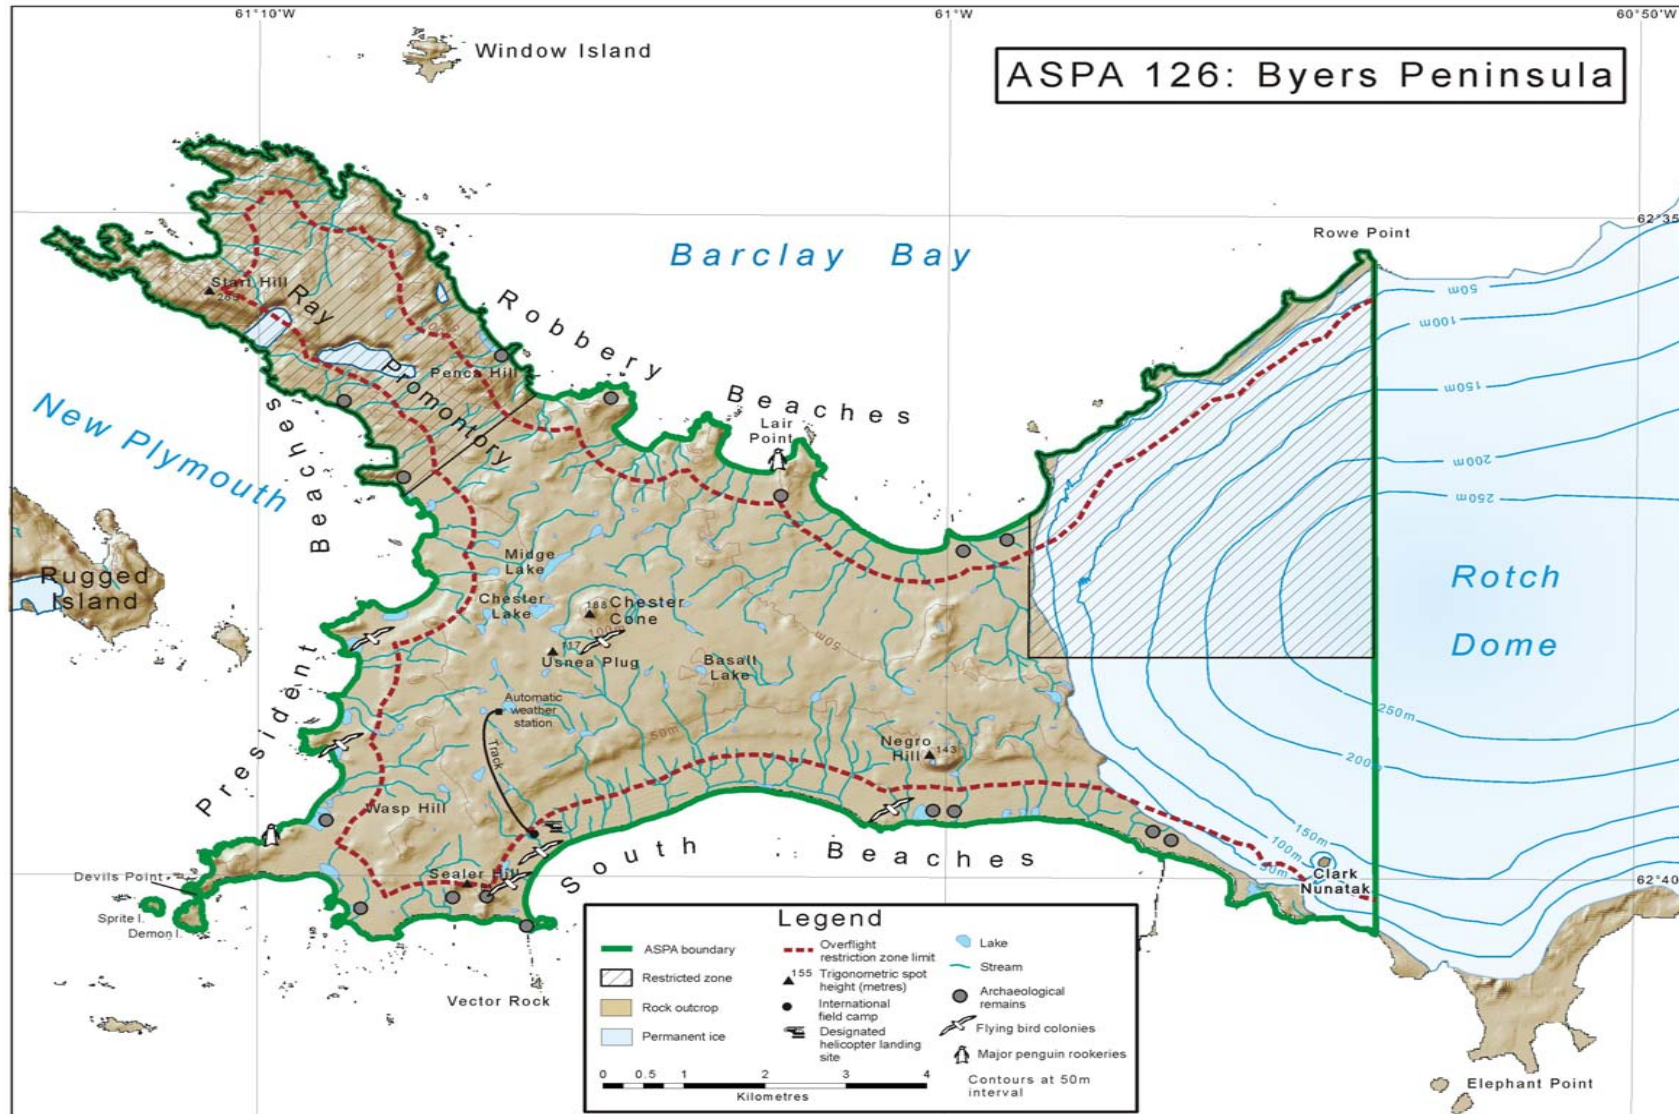 61°10'W
61°W
60°50'W
Window Island
ASPA 126: Byers Peninsula
62°35
Rowe Point
Barclay Bay
Start Hill
Ray
Promontory
Robbery
Beaches
50m
100m
150m
200m
250m
Penca Hill
New Plymouth
Lair
Point
Beaches
President
Midge
Lake
Rugged
Island
Chester
Lake
188 Chester
Cone
100m
50m
Rotch
Dome
117
Usnea Plug
Basalt
Lake
Automatic
weather
station
Track
50m
Negro
Hill
143
250m
200m
150m
100m
50m
Wasp Hill
South Beaches
Clark
Nunatak
62°40
Devils Point
Sealer Hill
Sprite I.
Demon I.
Vector Rock
Elephant Point
Legend
ASPA boundary
Restricted zone
Rock outcrop
Permanent ice
Overflight
restriction zone limit
155 Trigonometric spot
height (metres)
International
field camp
Designated
helicopter landing
site
Lake
Stream
Archaeological
remains
Flying bird colonies
Major penguin rookeries
Contours at 50m
interval
0 0.5 1 2 3 4
Kilometres